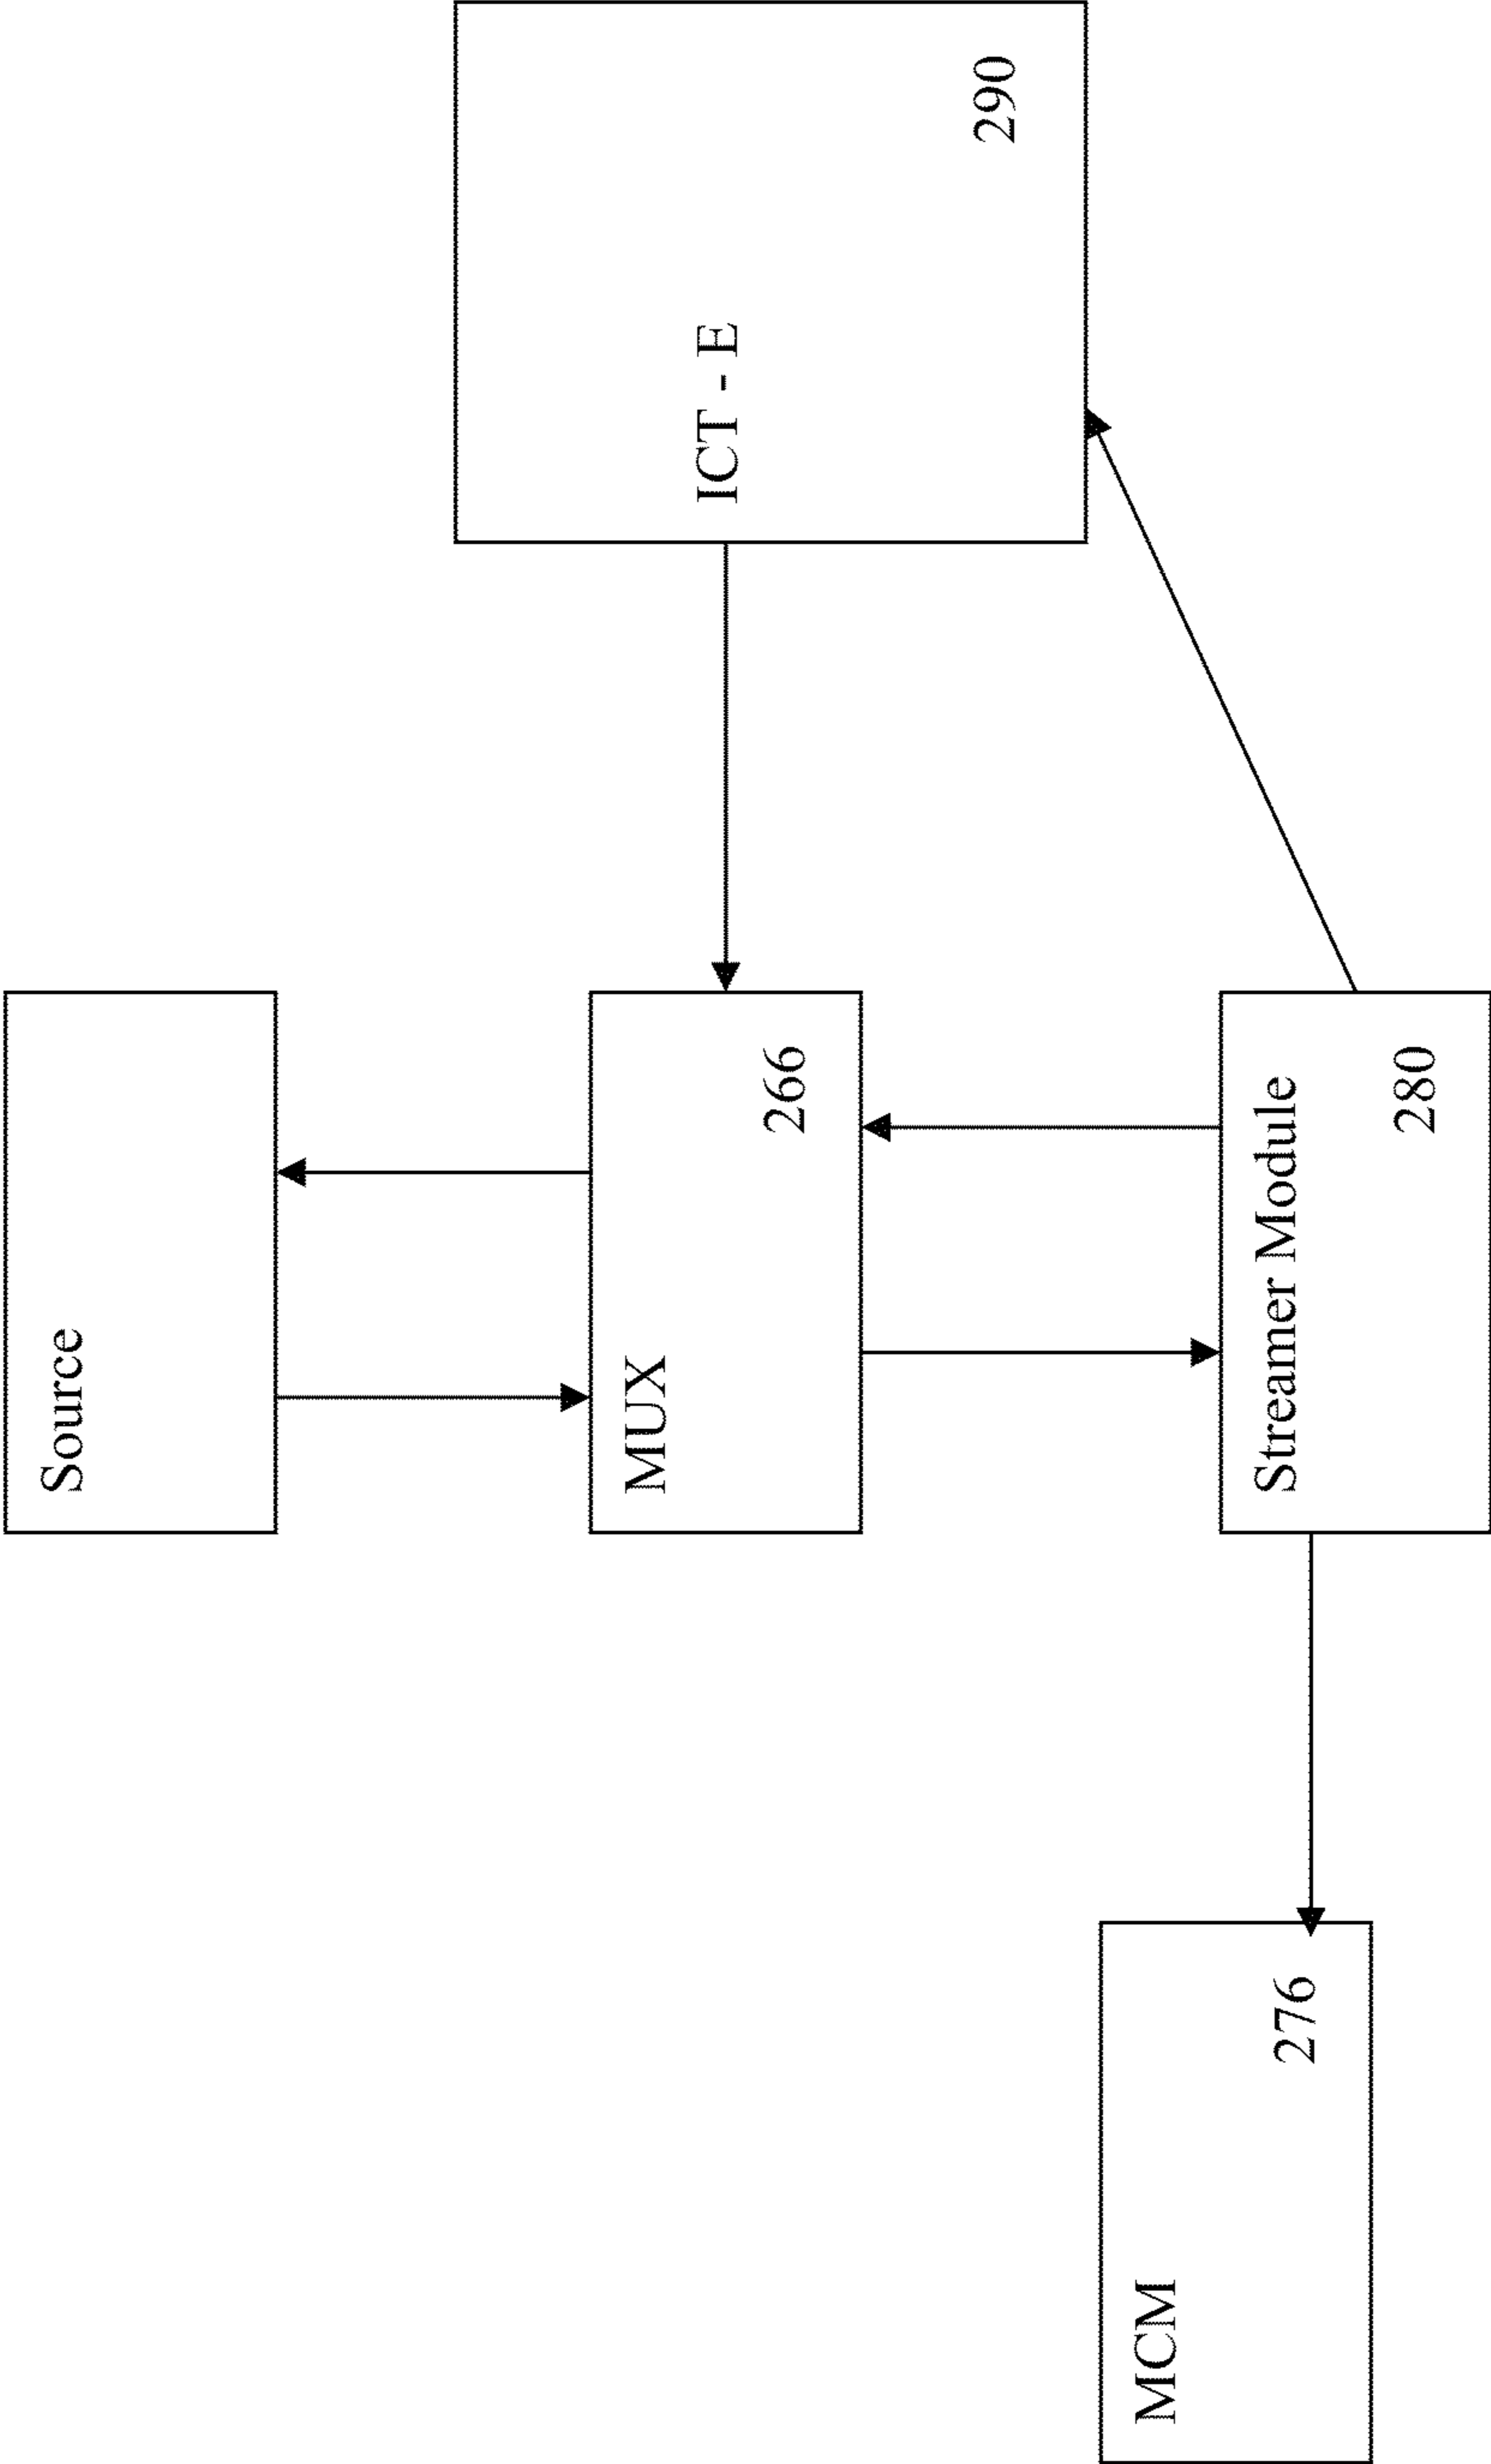 Source
MUX
266
ICT - E
290
MCM
276
Streamer Module
280